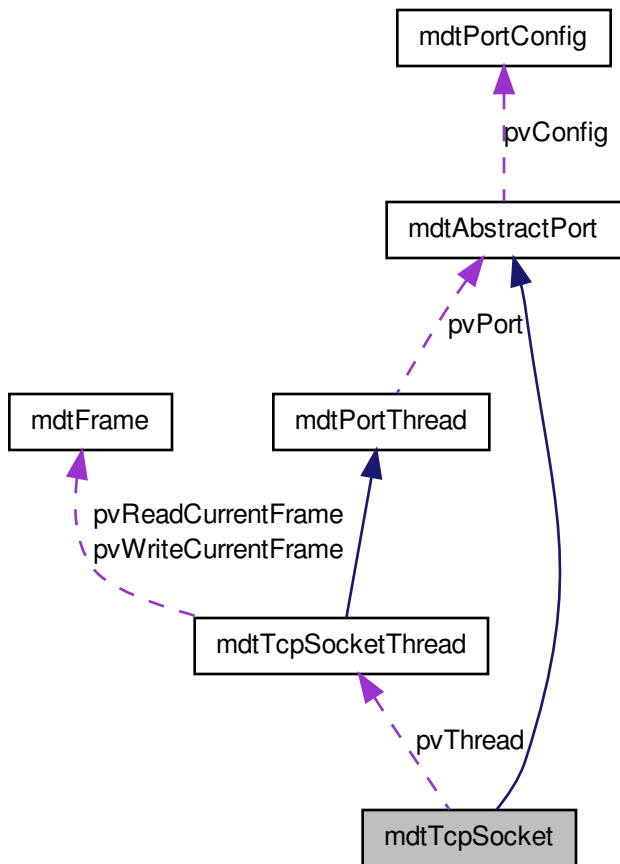 mdtPortConfig
pvConfig
mdtAbstractPort
pvPort
mdtFrame
mdtPortThread
pvReadCurrentFrame
pvWriteCurrentFrame
mdtTcpSocketThread
pvThread
mdtTcpSocket